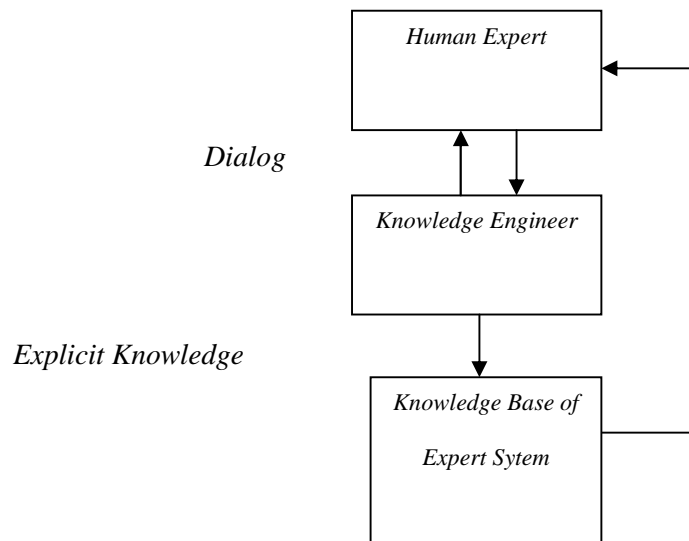 Human Expert
Dialog
Knowledge Engineer
Explicit Knowledge
Knowledge Base of
Expert Sytem